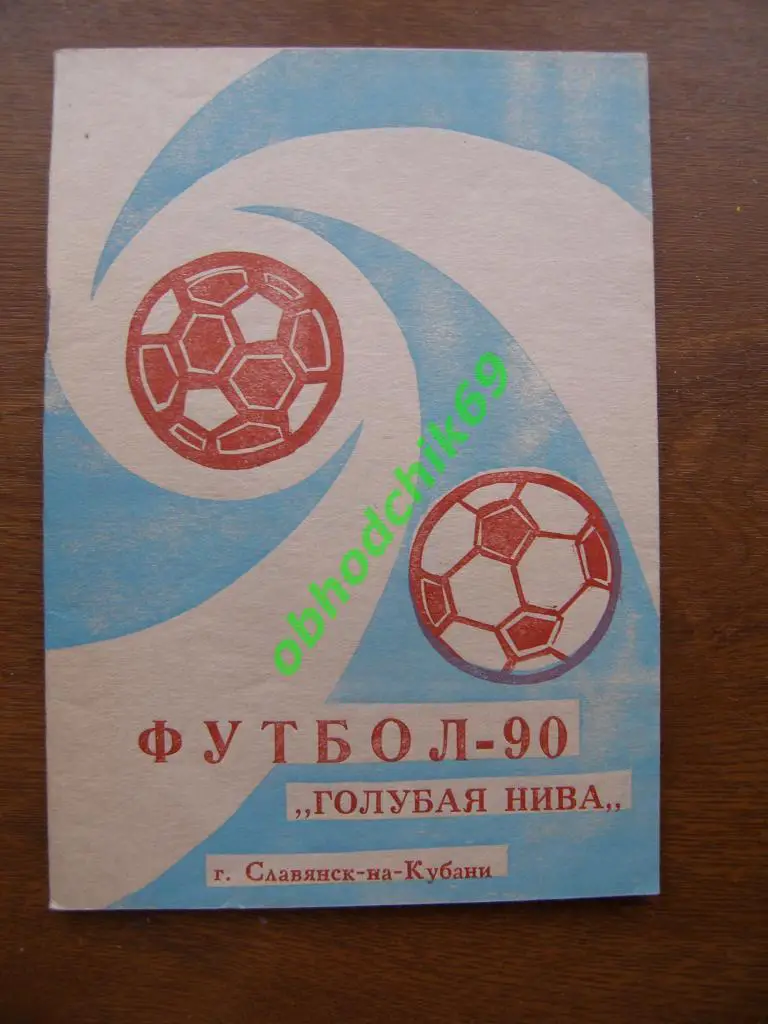 obhodchik69
ФУТБОЛ-90
„ГОЛУБАЯ НИВА„
г. Славянск-на-Кубани